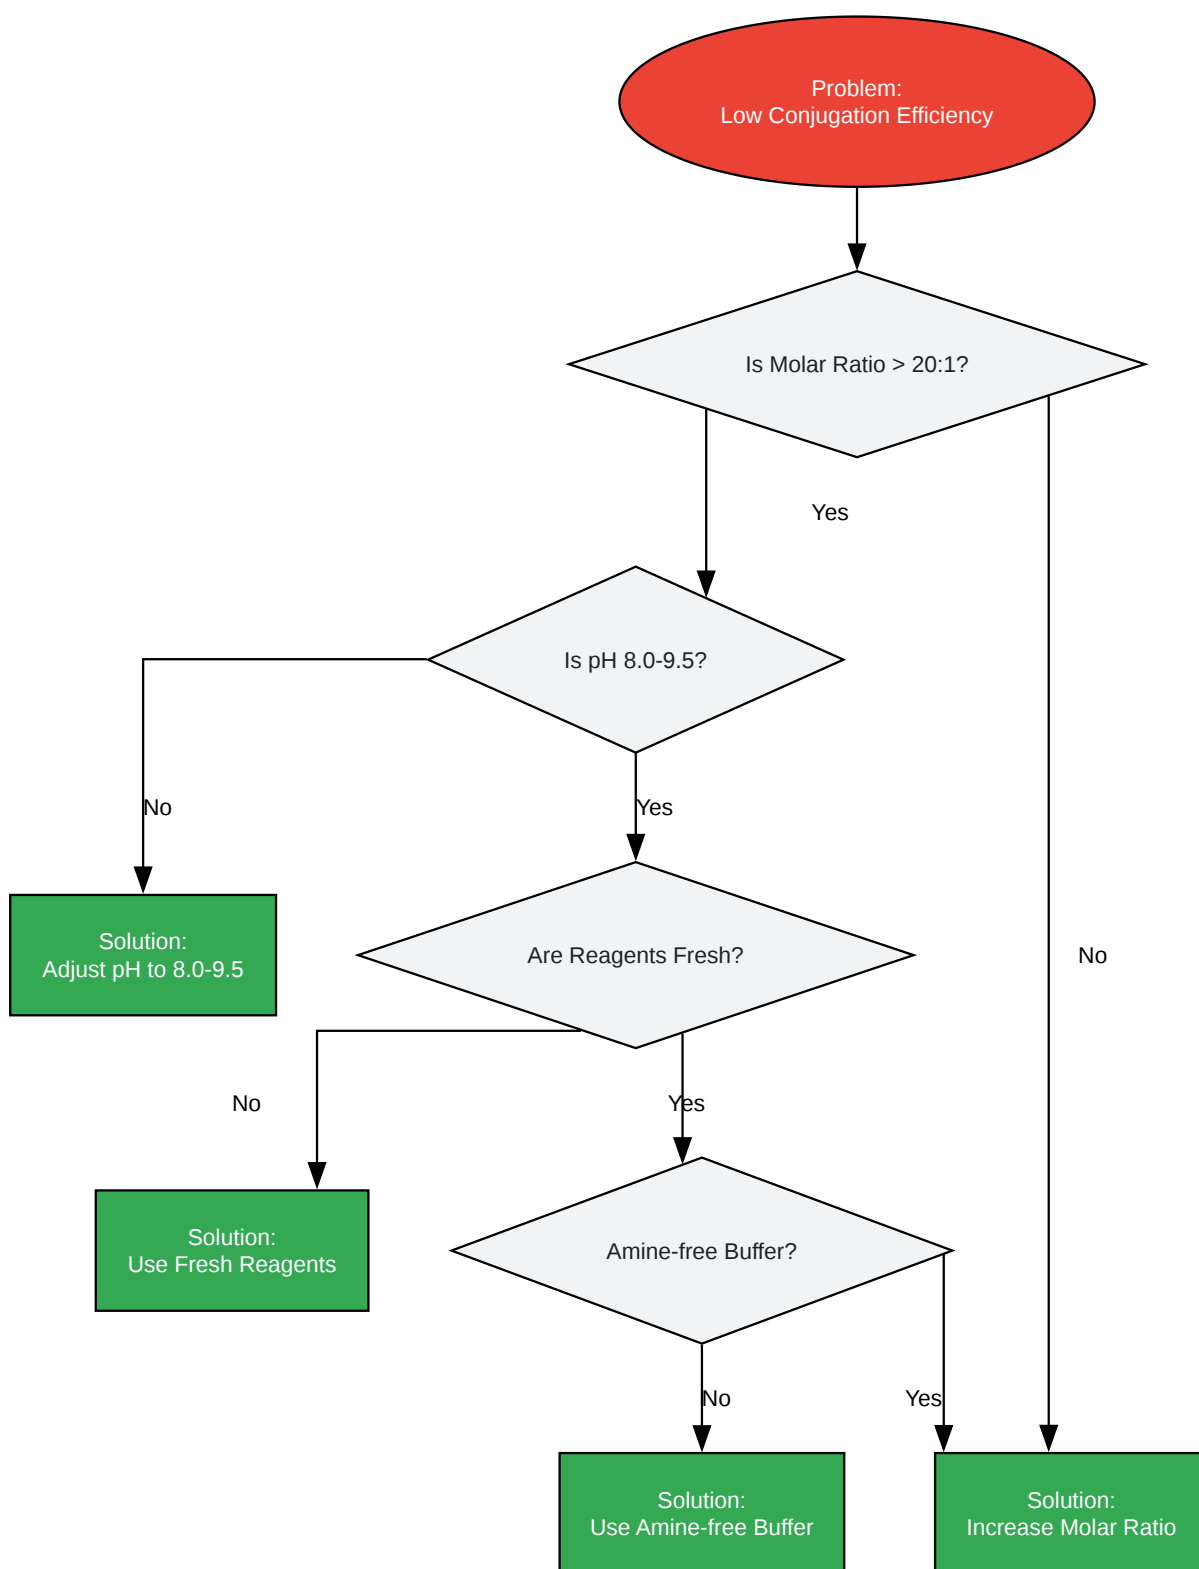 Problem:
Low Conjugation Efficiency
Is Molar Ratio > 20:1?
Yes
Is pH 8.0-9.5?
No
Yes
Solution:
Adjust pH to 8.0-9.5
Are Reagents Fresh?
No
No
Yes
Solution:
Use Fresh Reagents
Amine-free Buffer?
No
Yes
Solution:
Use Amine-free Buffer
Solution:
Increase Molar Ratio